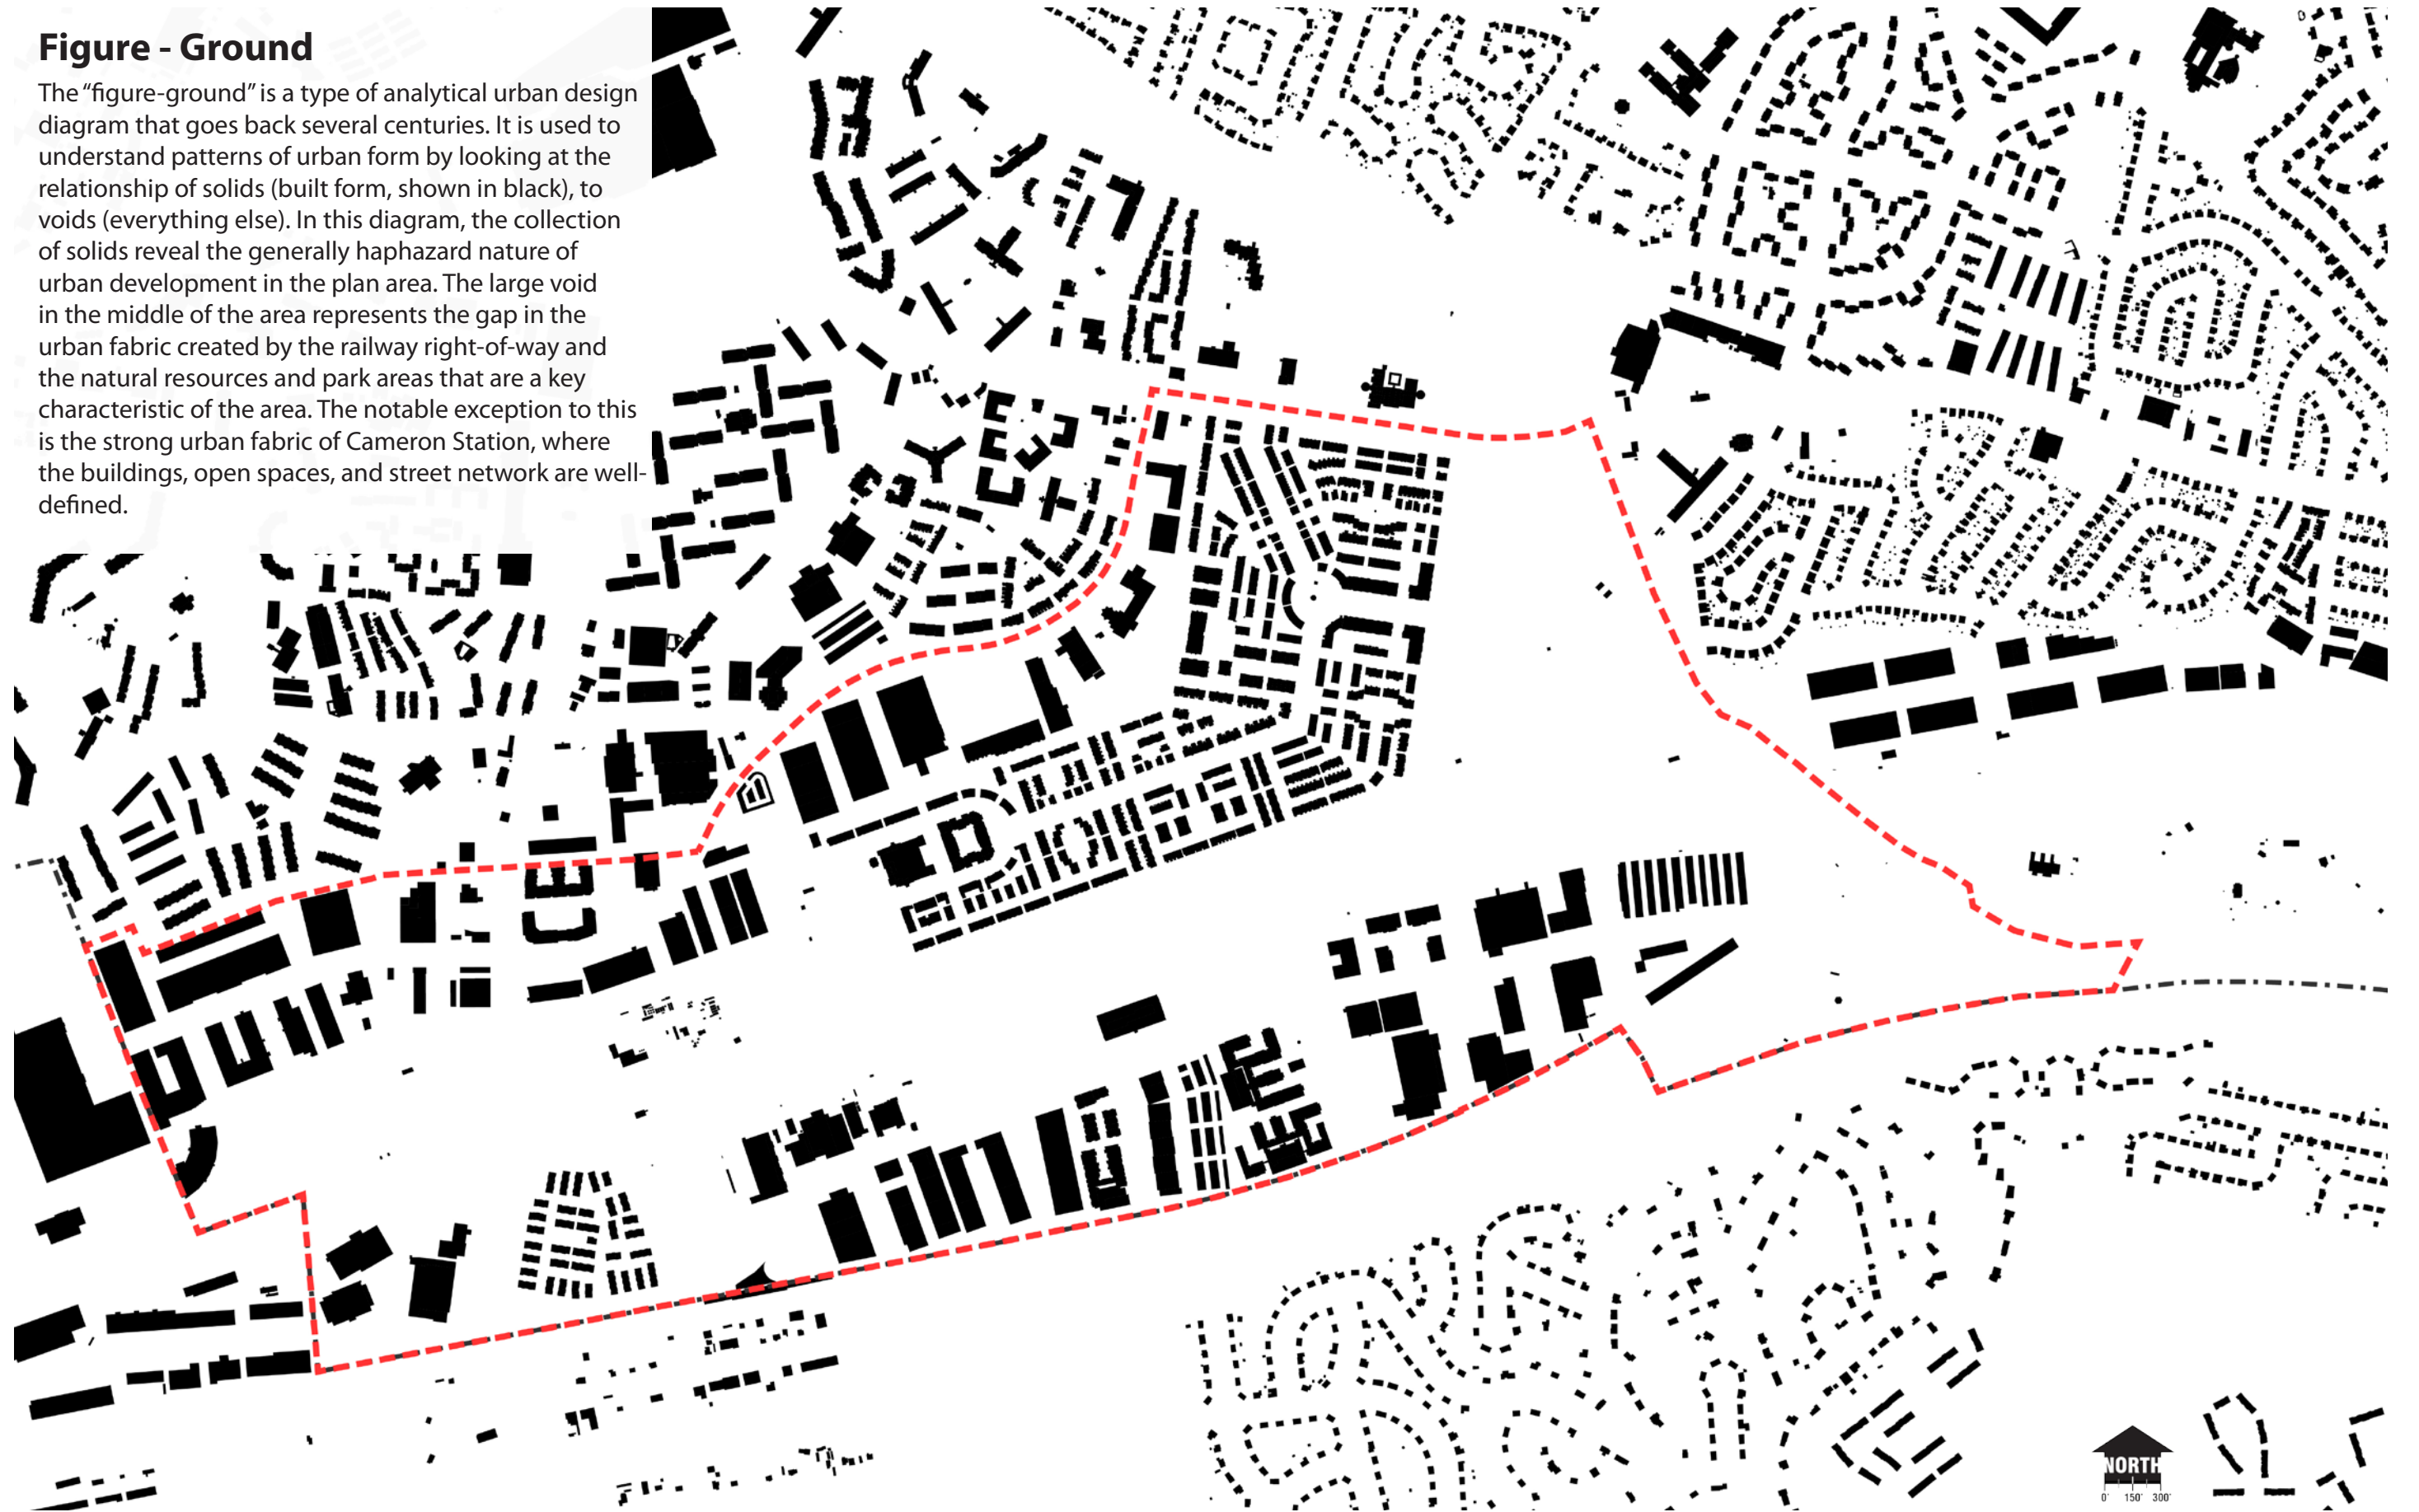 Figure - Ground
The “figure-ground” is a type of analytical urban design
diagram that goes back several centuries. It is used to
understand patterns of urban form by looking at the
relationship of solids (built form, shown in black), to
voids (everything else). In this diagram, the collection
of solids reveal the generally haphazard nature of
urban development in the plan area. The large void
in the middle of the area represents the gap in the
urban fabric created by the railway right-of-way and
the natural resources and park areas that are a key
characteristic of the area. The notable exception to this
is the strong urban fabric of Cameron Station, where
the buildings, open spaces, and street network are well-
defined.
NORTH
0' 150' 300'